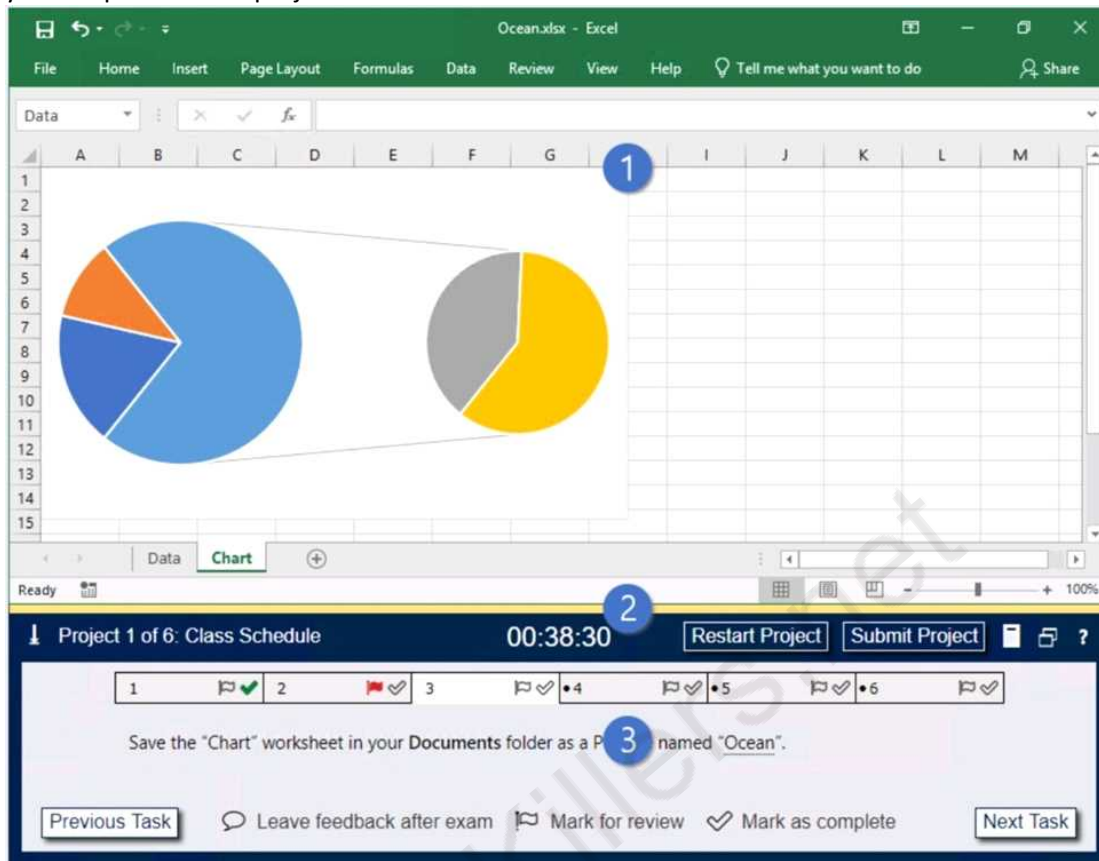 Ocean.xlsx - Excel
File Home Insert Page Layout Formulas Data Review View Help Tell me what you want to do Share
Data fx
A B C D E F G I J K L M
1
1
2
3
4
5
6
7
8
9
10
11
12
13
14
15
Data Chart
Ready 100%
2
Project 1 of 6: Class Schedule 00:38:30 Restart Project Submit Project ?
1 2 3 •4 •5 •6
Save the "Chart" worksheet in your Documents folder as a P 3 named "Ocean".
Previous Task Leave feedback after exam Mark for review Mark as complete Next Task